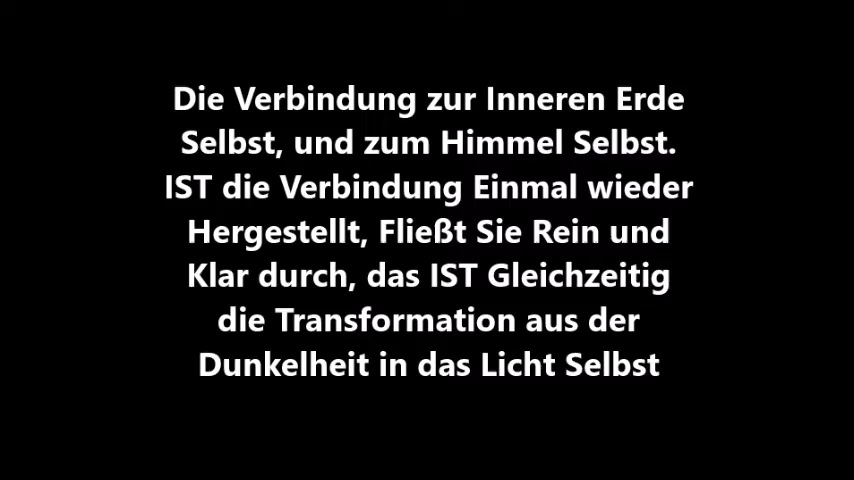 Die Verbindung zur Inneren Erde
Selbst, und zum Himmel Selbst.
IST die Verbindung Einmal wieder
Hergestellt, Fließt Sie Rein und
Klar durch, das IST Gleichzeitig
die Transformation aus der
Dunkelheit in das Licht Selbst